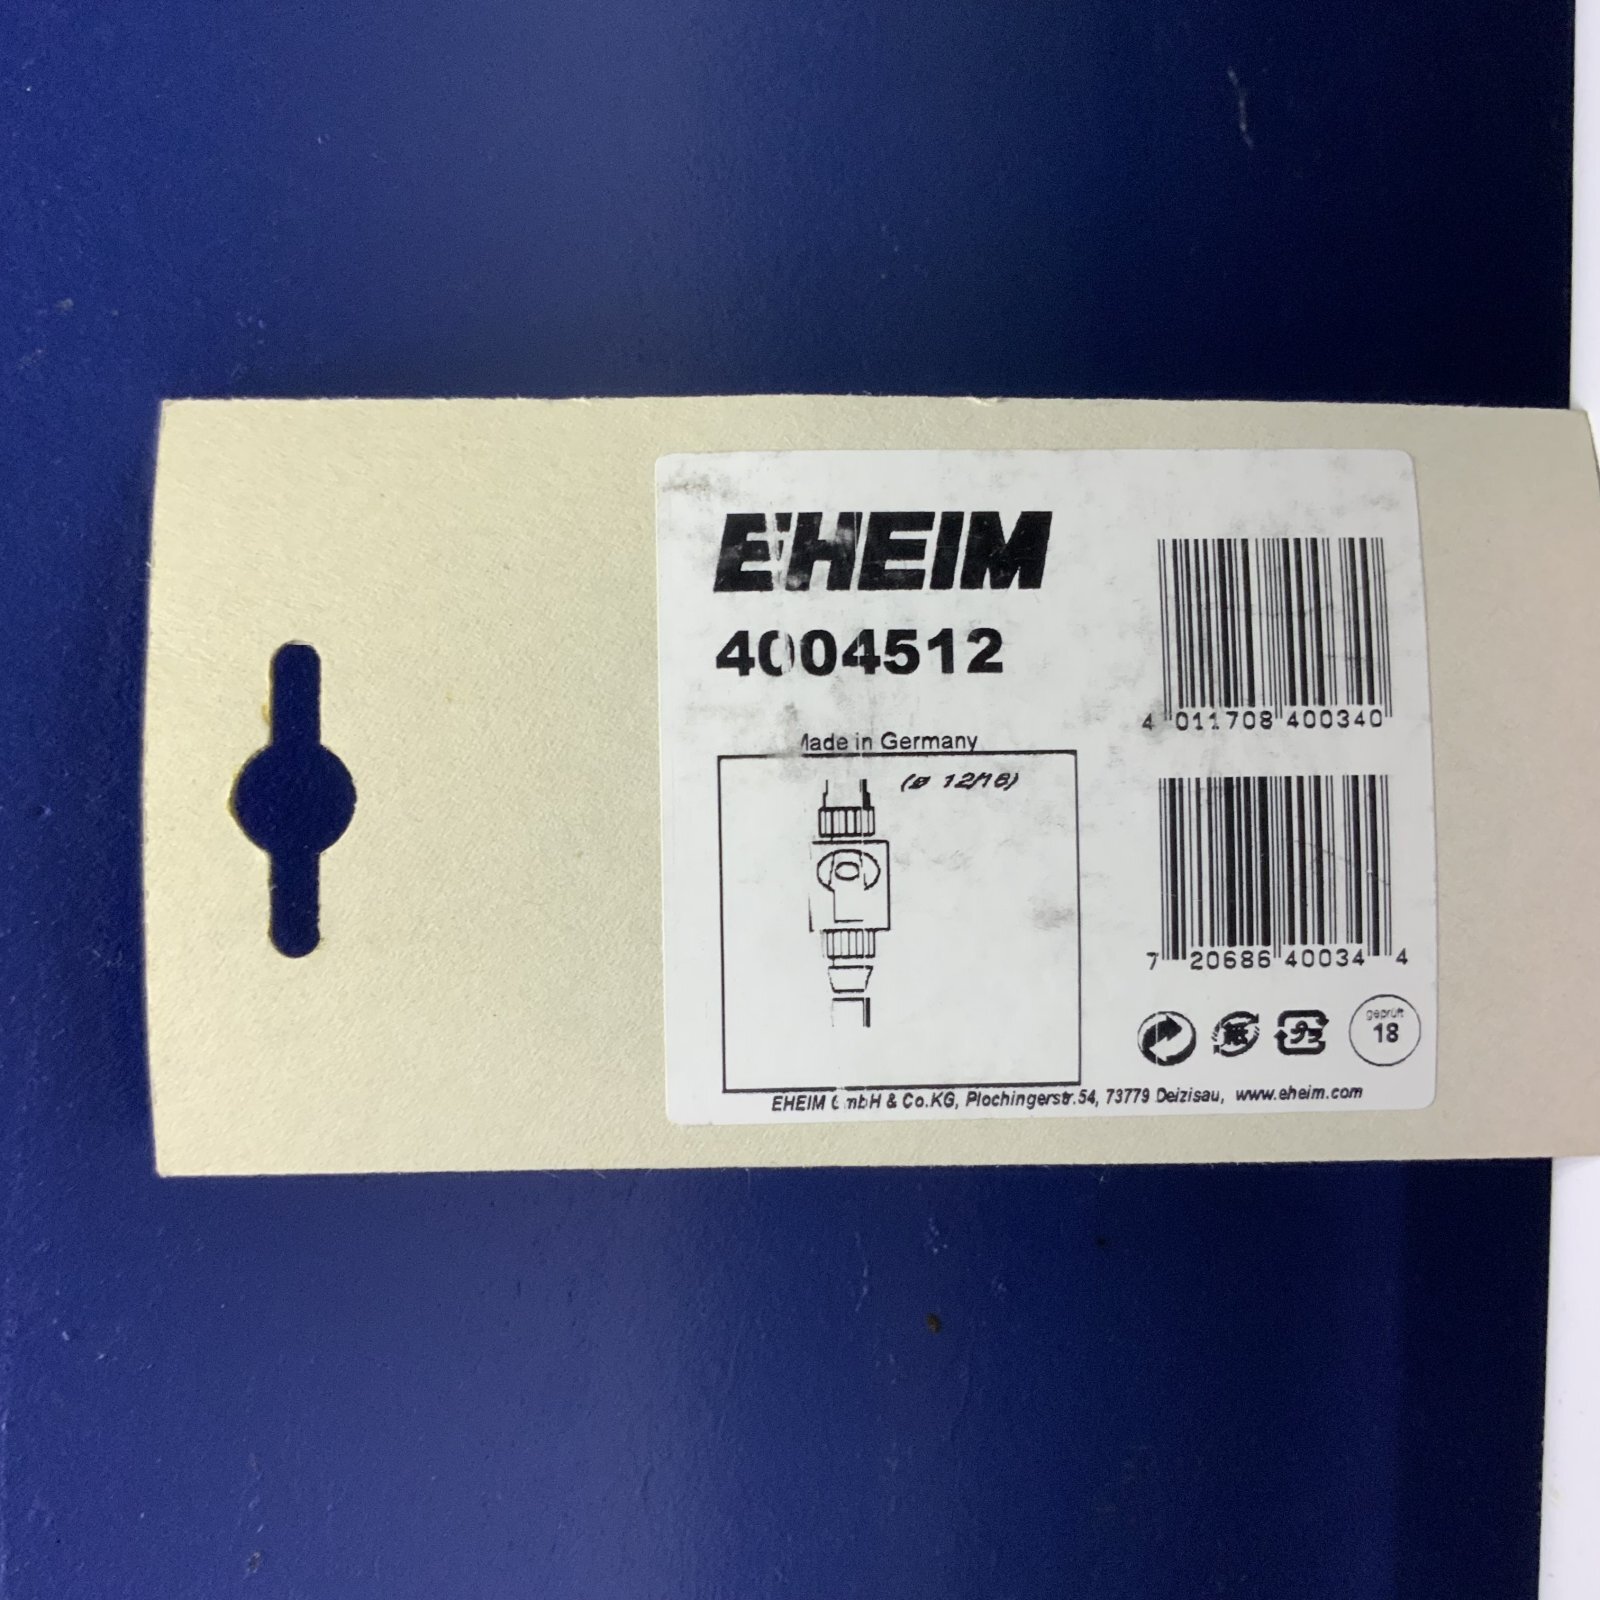 EHEIM
4004512
Made in Germany
(ø 12/16)
4 011708 400340
7 20686 40034 4
geprüft
18
EHEIM GmbH & Co.KG, Plochingerstr.54, 73779 Deizisau, www.eheim.com